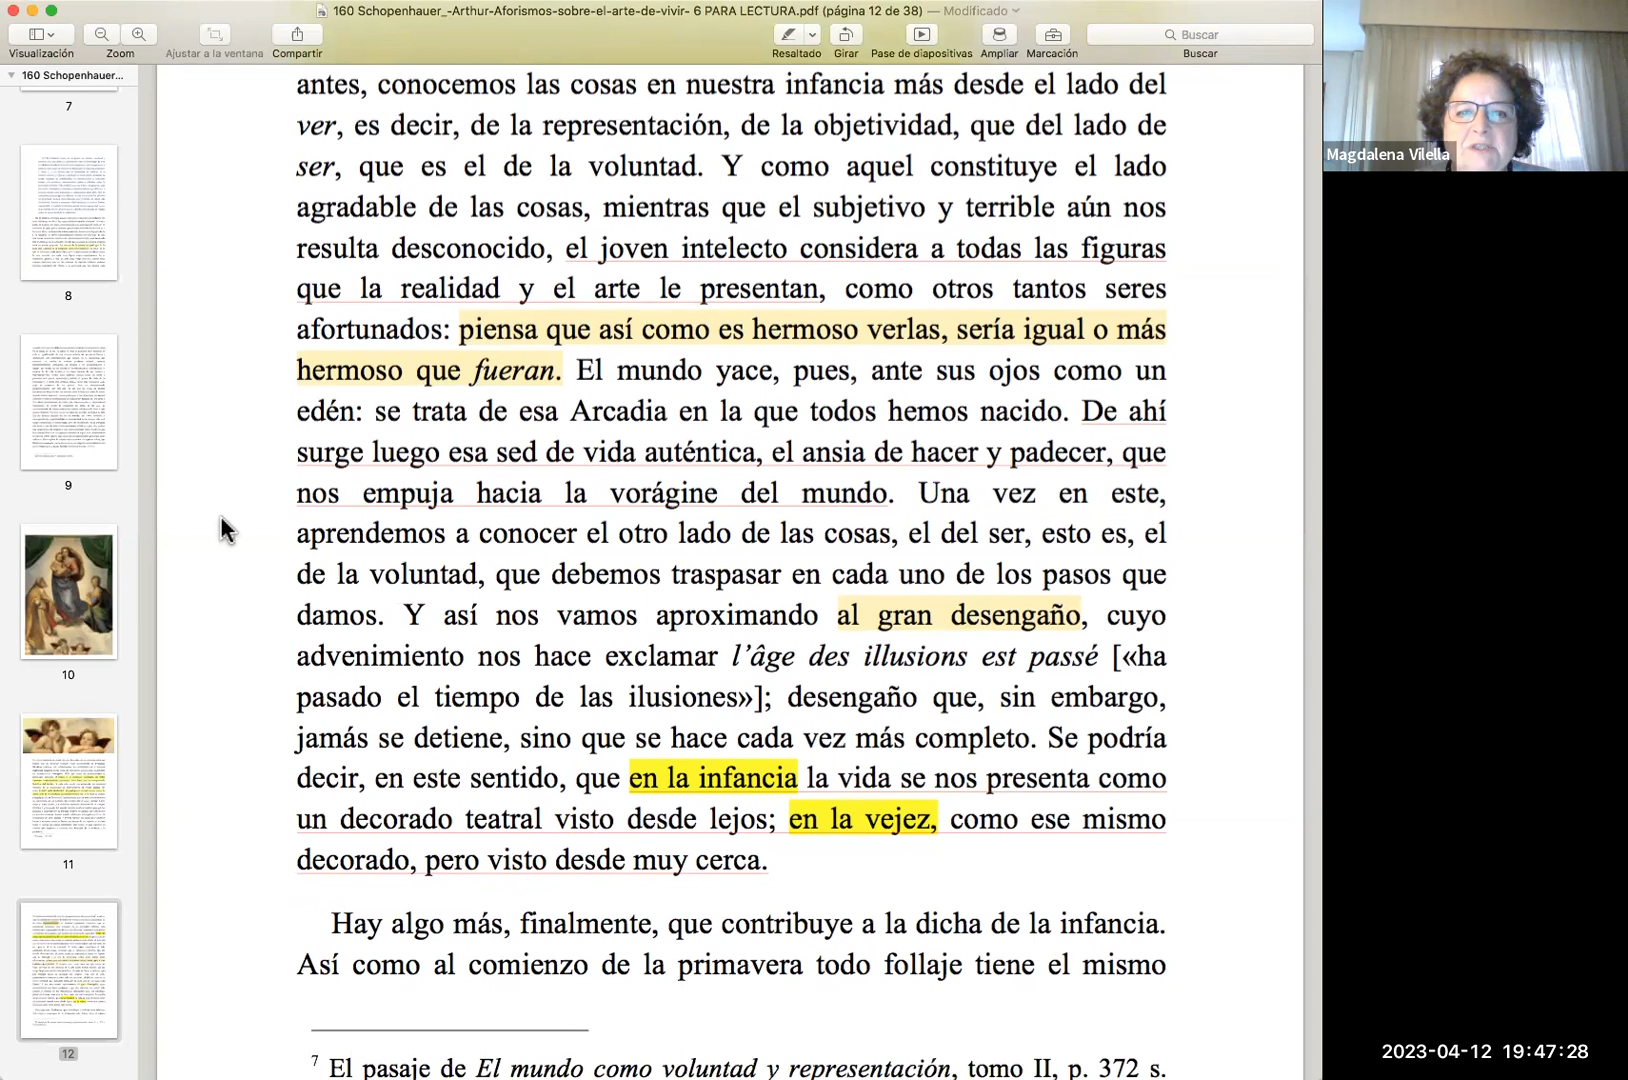 160 Schopenhauer_-Arthur-Aforismos-sobre-el-arte-de-vivir- 6 PARA LECTURA.pdf (página 12 de 38) — Modificado
Buscar
Visualización
Zoom
Ajustar a la ventana
Compartir
Resaltado
Girar
Pase de diapositivas
Ampliar
Marcación
Buscar
160 Schopenhauer...
7
8
9
10
11
12
antes, conocemos las cosas en nuestra infancia más desde el lado del
ver, es decir, de la representación, de la objetividad, que del lado de
ser, que es el de la voluntad. Y como aquel constituye el lado
agradable de las cosas, mientras que el subjetivo y terrible aún nos
resulta desconocido, el joven intelecto considera a todas las figuras
que la realidad y el arte le presentan, como otros tantos seres
afortunados: piensa que así como es hermoso verlas, sería igual o más
hermoso que fueran. El mundo yace, pues, ante sus ojos como un
edén: se trata de esa Arcadia en la que todos hemos nacido. De ahí
surge luego esa sed de vida auténtica, el ansia de hacer y padecer, que
nos empuja hacia la vorágine del mundo. Una vez en este,
aprendemos a conocer el otro lado de las cosas, el del ser, esto es, el
de la voluntad, que debemos traspasar en cada uno de los pasos que
damos. Y así nos vamos aproximando al gran desengaño, cuyo
advenimiento nos hace exclamar l’âge des illusions est passé [«ha
pasado el tiempo de las ilusiones»]; desengaño que, sin embargo,
jamás se detiene, sino que se hace cada vez más completo. Se podría
decir, en este sentido, que en la infancia la vida se nos presenta como
un decorado teatral visto desde lejos; en la vejez, como ese mismo
decorado, pero visto desde muy cerca.
Hay algo más, finalmente, que contribuye a la dicha de la infancia.
Así como al comienzo de la primavera todo follaje tiene el mismo
7 El pasaje de El mundo como voluntad y representación, tomo II, p. 372 s.
Magdalena Vilella
2023-04-12 19:47:28